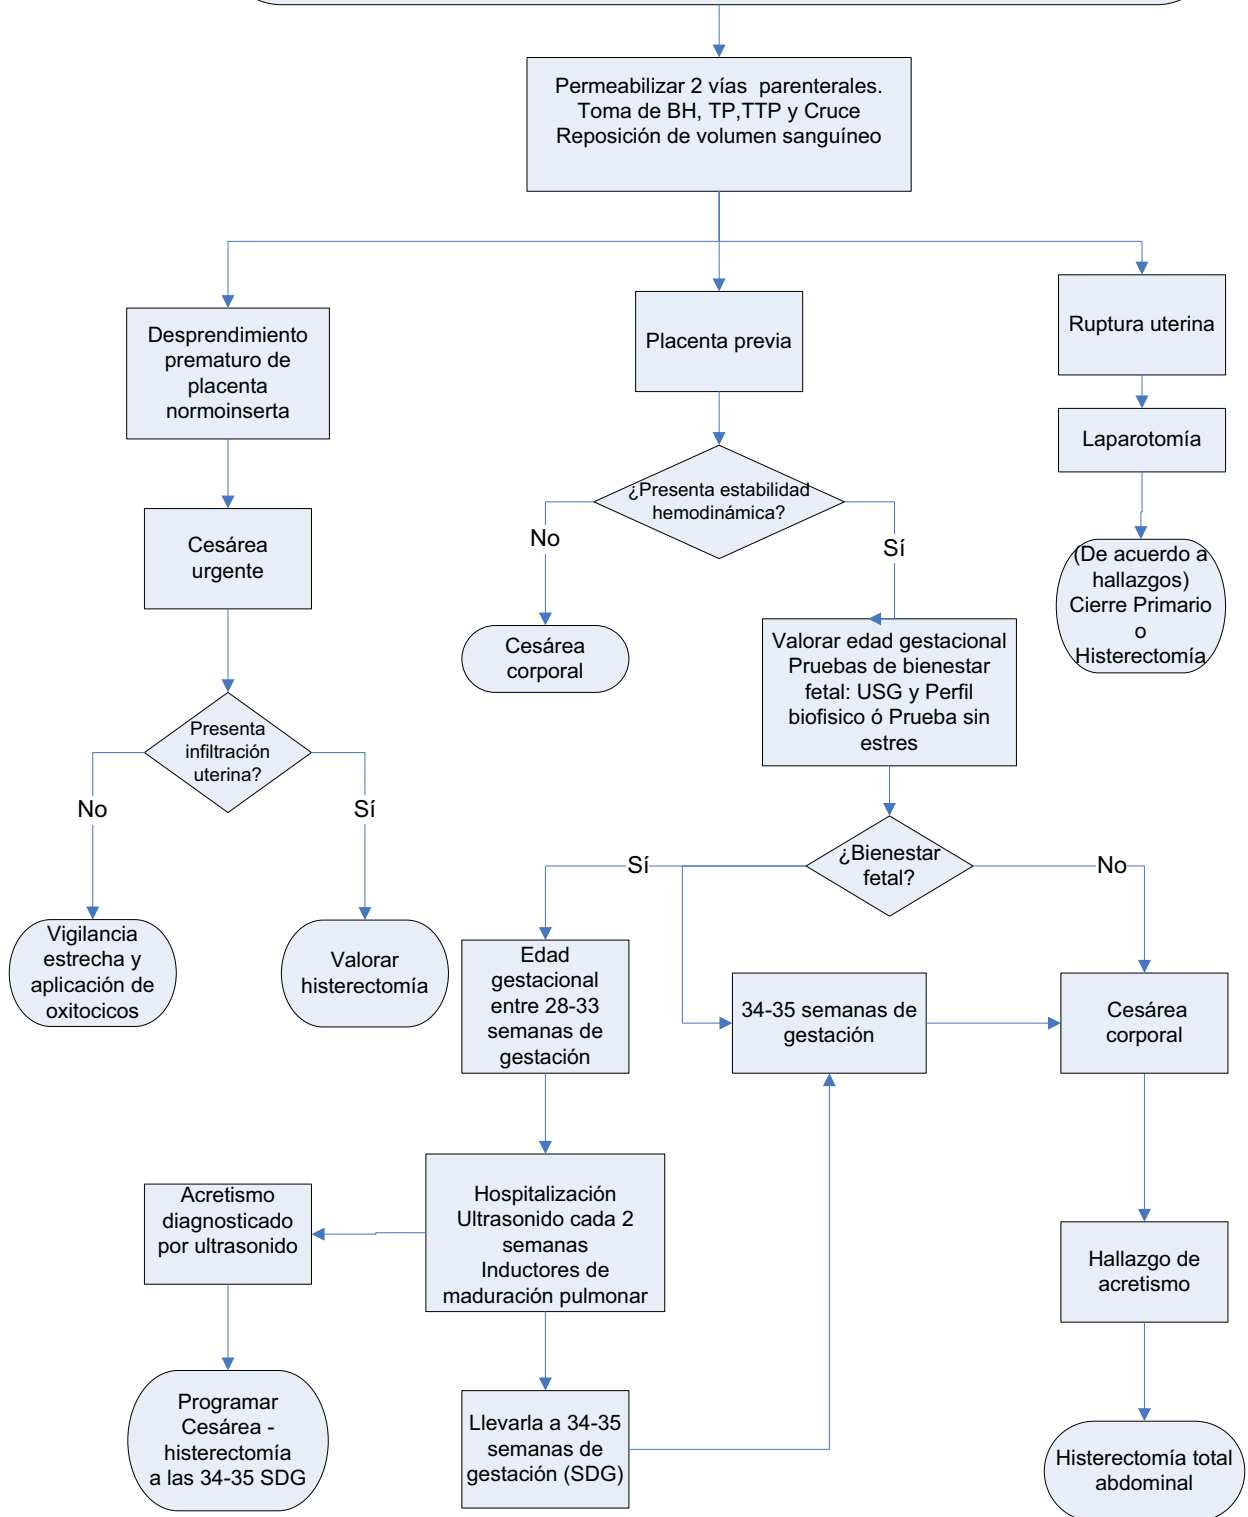 Permeabilizar 2 vías  parenterales.
Toma de BH, TP,TTP y Cruce
Reposición de volumen sanguíneo
Desprendimiento
prematuro de
placenta
normoinserta
Placenta previa
Ruptura uterina
Laparotomía
¿Presenta estabilidad
hemodinámica?
No
Sí
Cesárea
urgente
(De acuerdo a
hallazgos)
Cierre Primario
o
Histerectomía
Cesárea
corporal
Valorar edad gestacional
Pruebas de bienestar
fetal: USG y Perfil
biofisico ó Prueba sin
estres
Presenta
infiltración
uterina?
No
Sí
¿Bienestar
fetal?
Sí
No
Vigilancia
estrecha y
aplicación de
oxitocicos
Valorar
histerectomía
Edad
gestacional
entre 28-33
semanas de
gestación
34-35 semanas de
gestación
Cesárea
corporal
Acretismo
diagnosticado
por ultrasonido
Hospitalización
Ultrasonido cada 2
semanas
Inductores de
maduración pulmonar
Hallazgo de
acretismo
Programar
Cesárea -
histerectomía
a las 34-35 SDG
Llevarla a 34-35
semanas de
gestación (SDG)
Histerectomía total
abdominal